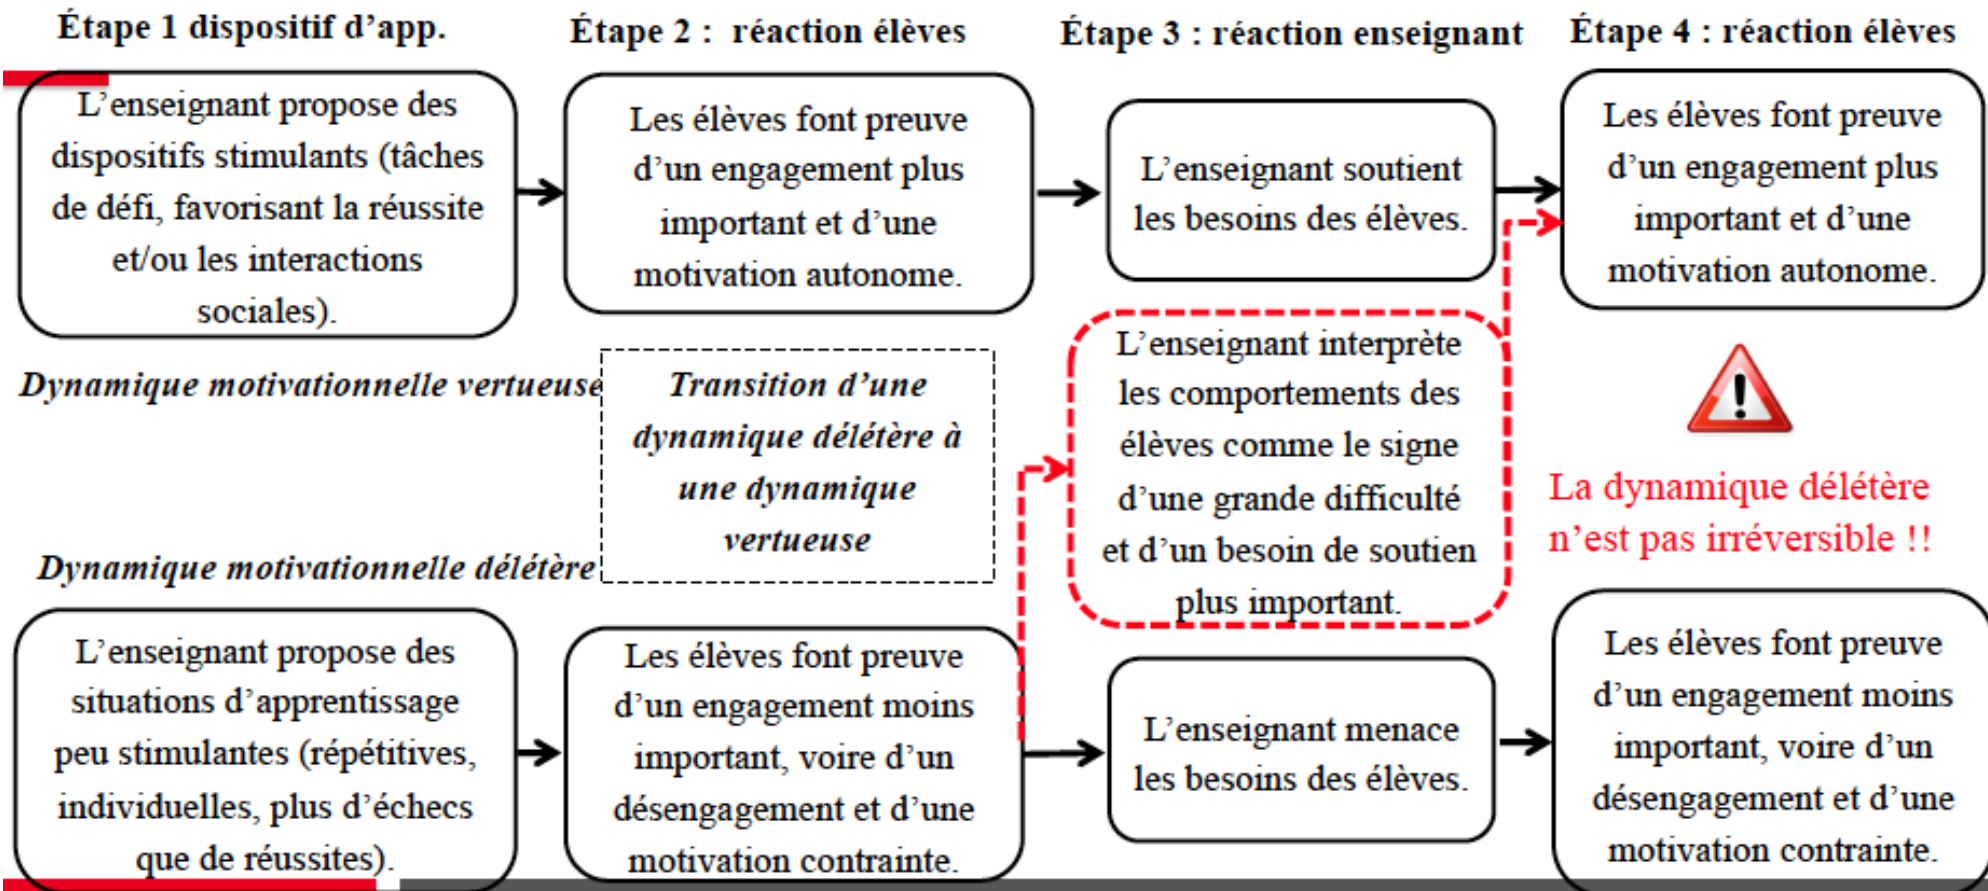 Étape 1 dispositif d’app.
Étape 2 :  réaction élèves
Étape 3 : réaction enseignant
Étape 4 : réaction élèves
L’enseignant propose des
dispositifs stimulants (tâches
de défi, favorisant la réussite
et/ou les interactions
sociales).
Les élèves font preuve
d’un engagement plus
important et d’une
motivation autonome.
L’enseignant soutient
les besoins des élèves.
Les élèves font preuve
d’un engagement plus
important et d’une
motivation autonome.
Dynamique motivationnelle vertueuse
Transition d’une
dynamique délétère à
une dynamique
vertueuse
L’enseignant interprète
les comportements des
élèves comme le signe
d’une grande difficulté
et d’un besoin de soutien
plus important.
La dynamique délétère
n’est pas irréversible !!
Dynamique motivationnelle délétère
L’enseignant propose des
situations d’apprentissage
peu stimulantes (répétitives,
individuelles, plus d’échecs
que de réussites).
Les élèves font preuve
d’un engagement moins
important, voire d’un
désengagement et d’une
motivation contrainte.
L’enseignant menace
les besoins des élèves.
Les élèves font preuve
d’un engagement moins
important, voire d’un
désengagement et d’une
motivation contrainte.